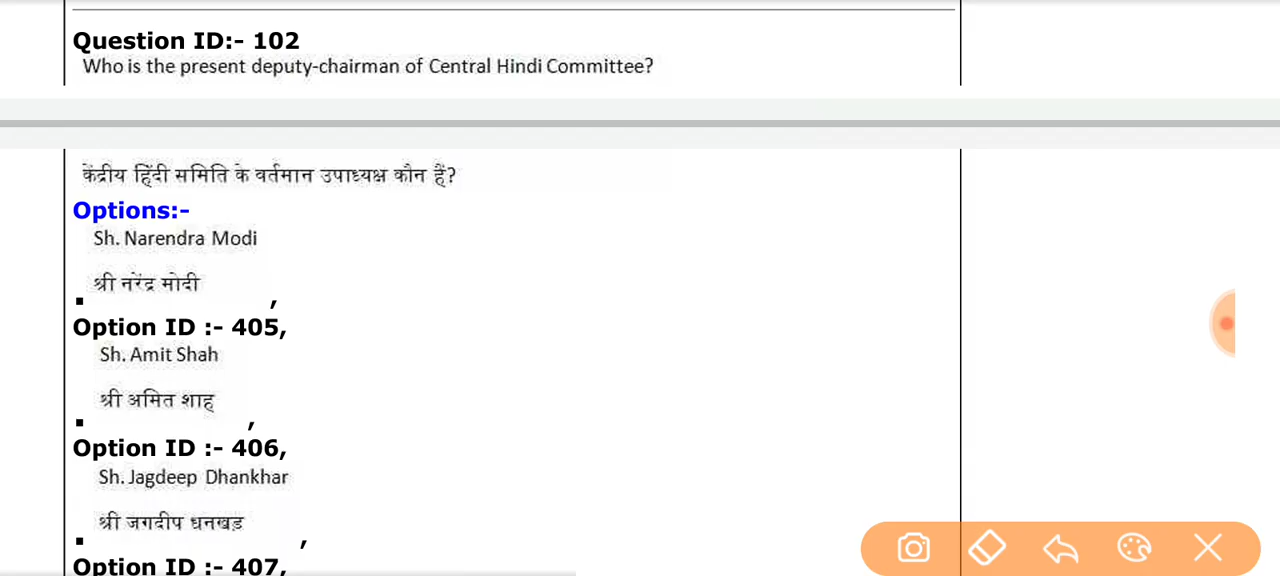 Question ID:- 102
Who is the present deputy-chairman of Central Hindi Committee?
केंद्रीय हिंदी समिति के वर्तमान उपाध्यक्ष कौन हैं?
Options:-
Sh. Narendra Modi
श्री नरेंद्र मोदी
,
Option ID :- 405,
Sh. Amit Shah
श्री अमित शाह
,
Option ID :- 406,
Sh. Jagdeep Dhankhar
श्री जगदीप धनखड़
,
Option ID :- 407,